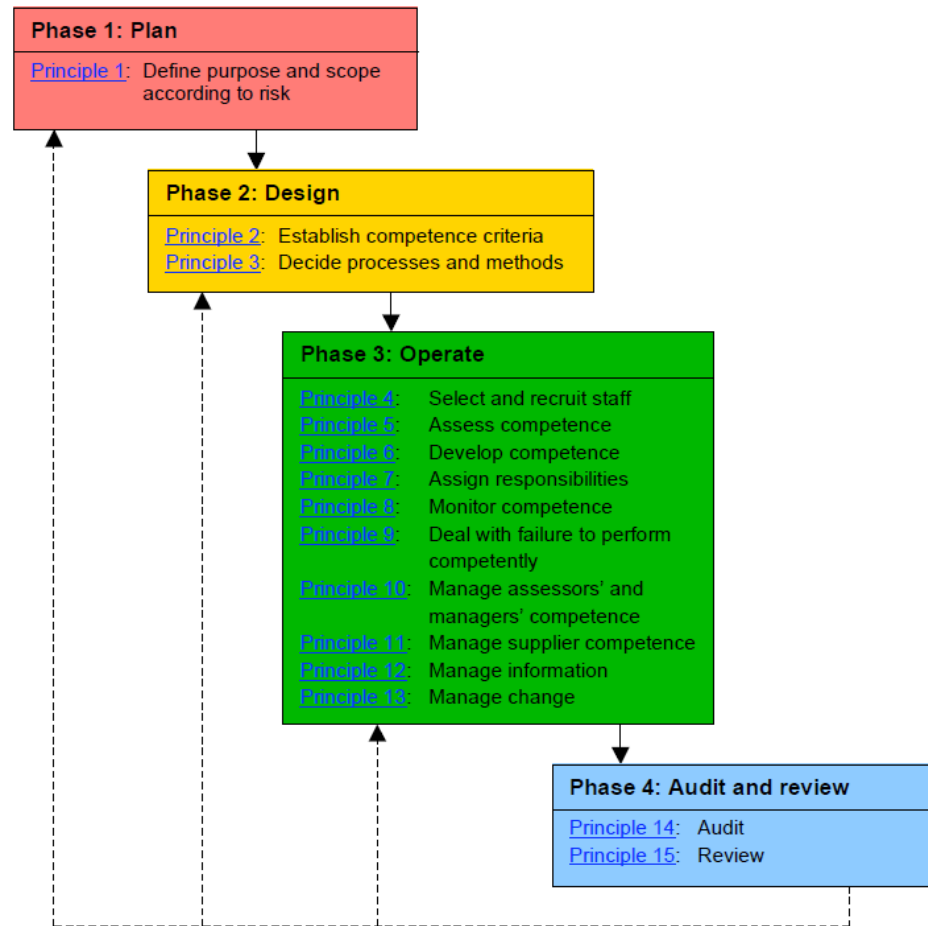 Phase 1: Plan
Principle 1: Define purpose and scope
according to risk
Phase 2: Design
Principle 2: Establish competence criteria
Principle 3: Decide processes and methods
Phase 3: Operate
Principle 4: Select and recruit staff
Principle 5: Assess competence
Principle 6: Develop competence
Principle 7: Assign responsibilities
Principle 8: Monitor competence
Principle 9: Deal with failure to perform
competently
Principle 10: Manage assessors’ and
managers’ competence
Principle 11: Manage supplier competence
Principle 12: Manage information
Principle 13: Manage change
Phase 4: Audit and review
Principle 14: Audit
Principle 15: Review